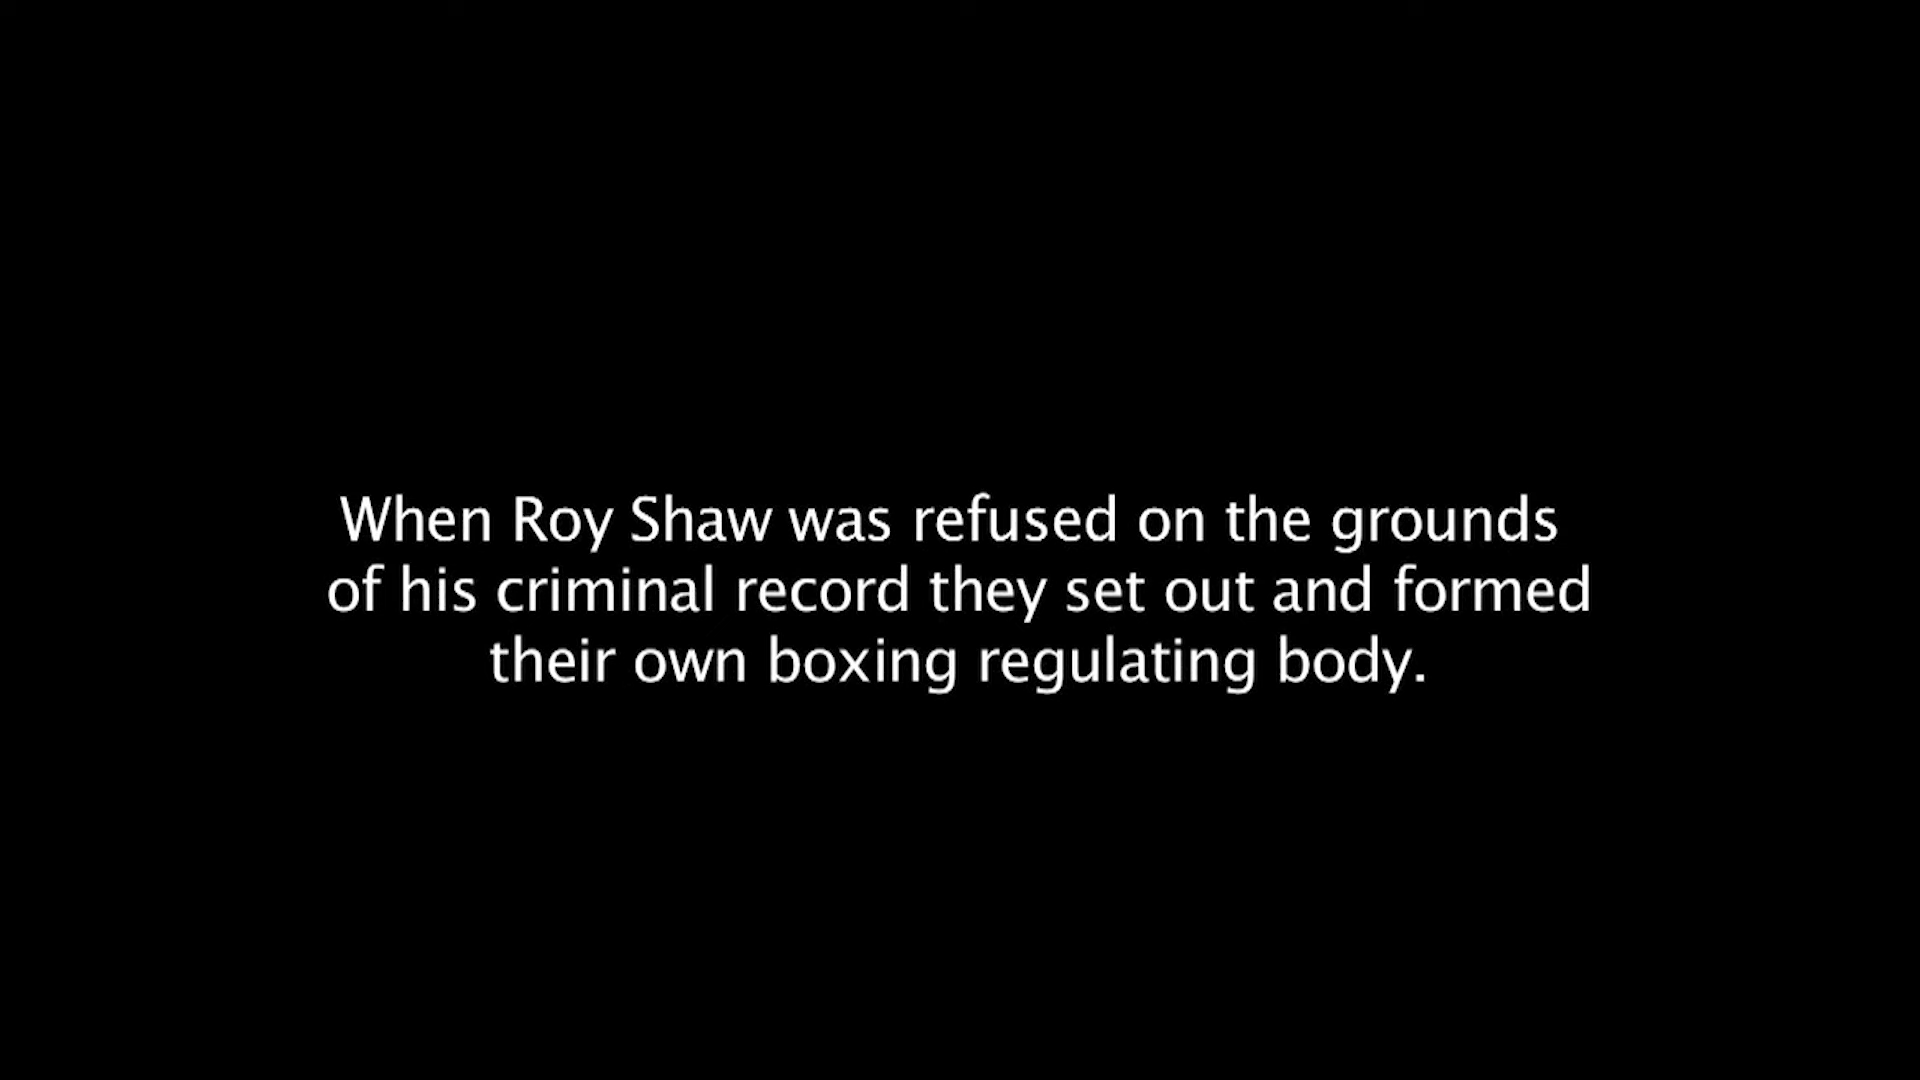 When Roy Shaw was refused on the grounds
of his criminal record they set out and formed
their own boxing regulating body.